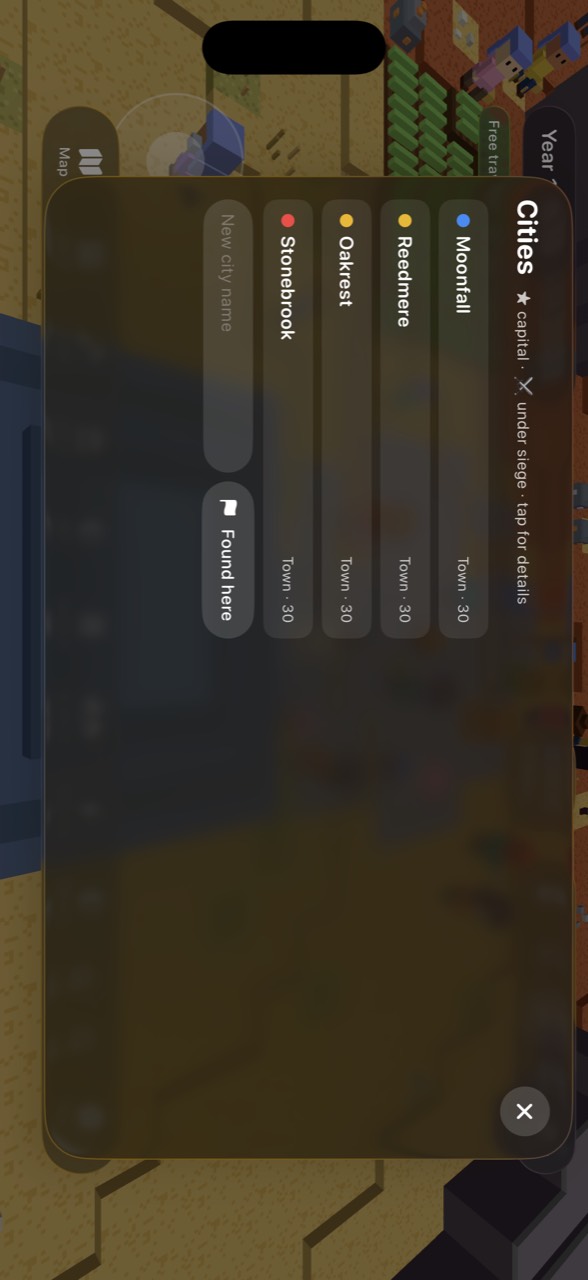 Year
Free tra
Map
Cities ★ capital · ⚔ under siege · tap for details
Moonfall Town · 30
Reedmere Town · 30
Oakrest Town · 30
Stonebrook Town · 30
New city name Found here